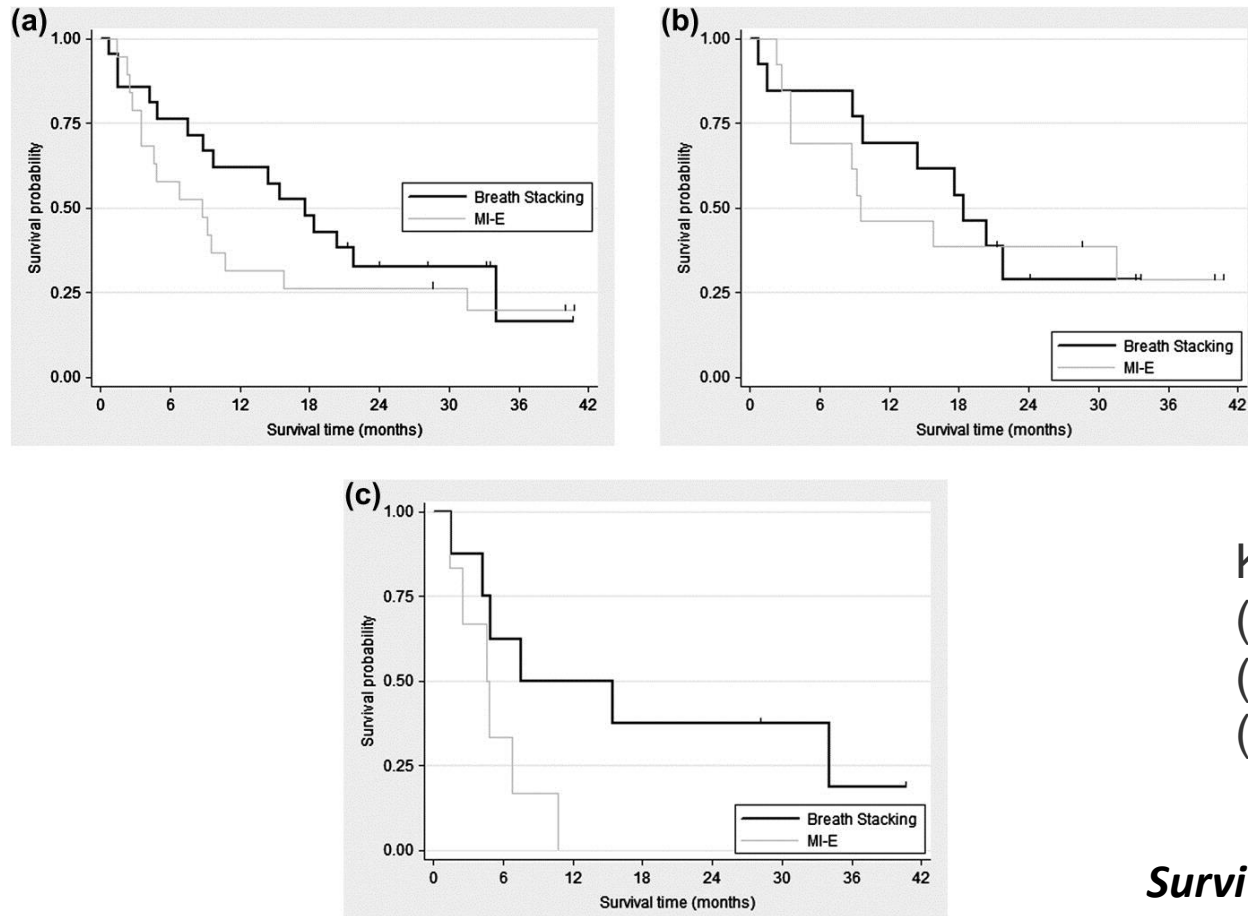 (a)
1.00
0.75
0.50
0.25
0.00
Survival probability
Breath Stacking
MI-E
0 6 12 18 24 30 36 42
Survival time (months)
(b)
1.00
0.75
0.50
0.25
0.00
Survival probability
Breath Stacking
MI-E
0 6 12 18 24 30 36 42
Survival time (months)
(c)
1.00
0.75
0.50
0.25
0.00
Survival probability
Breath Stacking
MI-E
0 6 12 18 24 30 36 42
Survival time (months)
(
(
(
Survi